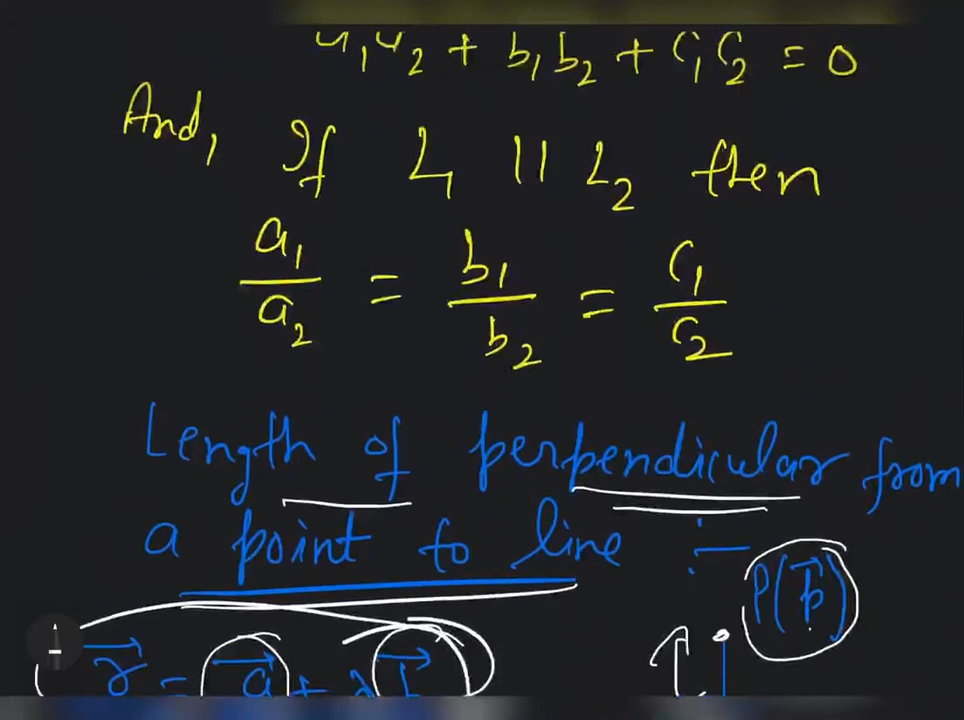 a₁a₂ + b₁b₂ + c₁c₂ = 0
And, If L₁ || L₂ then
a₁/a₂ = b₁/b₂ = c₁/c₂
Length of perpendicular from
a point to line :-
P(p⃗)
r⃗ = a⃗ + λb⃗